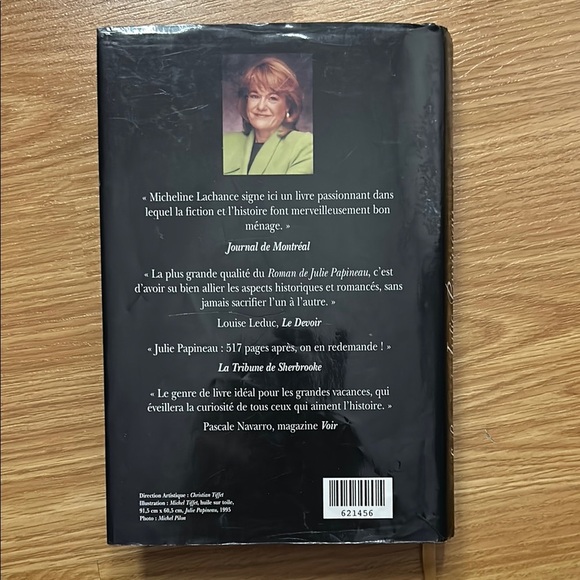 « Micheline Lachance signe ici un livre passionnant dans
lequel la fiction et l'histoire font merveilleusement bon
ménage. »
Journal de Montréal
« La plus grande qualité du Roman de Julie Papineau, c'est
d'avoir su bien allier les aspects historiques et romancés, sans
jamais sacrifier l'un à l'autre. »
Louise Leduc, Le Devoir
« Julie Papineau : 517 pages après, on en redemande ! »
La Tribune de Sherbrooke
« Le genre de livre idéal pour les grandes vacances, qui
éveillera la curiosité de tous ceux qui aiment l'histoire. »
Pascale Navarro, magazine Voir
Direction Artistique : Christian Tiffet
Illustration : Michel Tiffet, huile sur toile,
91,5 cm x 60,5 cm, Julie Papineau, 1995
Photo : Michel Pilon
621456